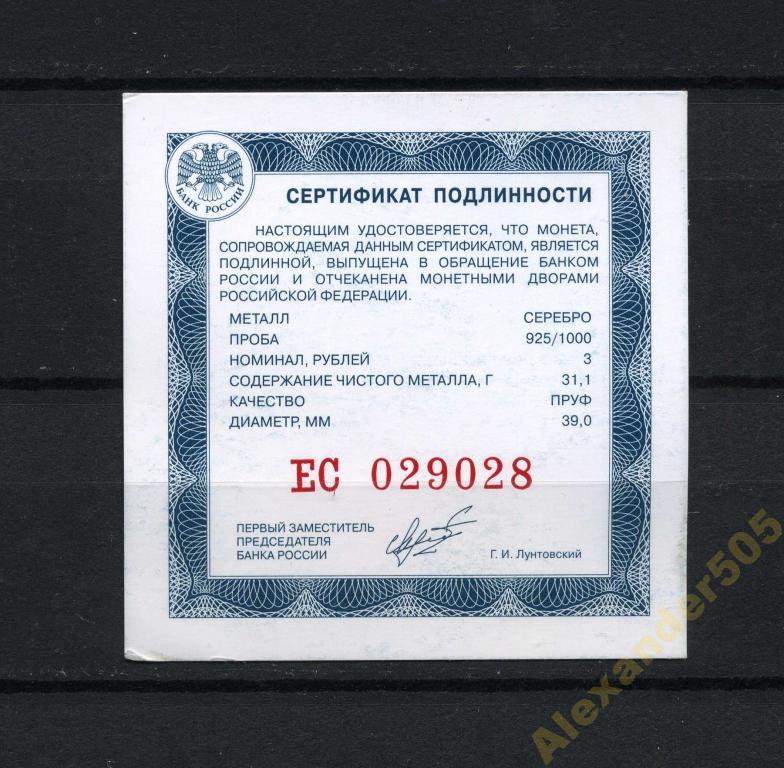 БАНК РОССИИ
СЕРТИФИКАТ ПОДЛИННОСТИ
НАСТОЯЩИМ УДОСТОВЕРЯЕТСЯ, ЧТО МОНЕТА,
СОПРОВОЖДАЕМАЯ ДАННЫМ СЕРТИФИКАТОМ, ЯВЛЯЕТСЯ
ПОДЛИННОЙ, ВЫПУЩЕНА В ОБРАЩЕНИЕ БАНКОМ
РОССИИ И ОТЧЕКАНЕНА МОНЕТНЫМИ ДВОРАМИ
РОССИЙСКОЙ ФЕДЕРАЦИИ.
МЕТАЛЛ СЕРЕБРО
ПРОБА 925/1000
НОМИНАЛ, РУБЛЕЙ 3
СОДЕРЖАНИЕ ЧИСТОГО МЕТАЛЛА, Г 31,1
КАЧЕСТВО ПРУФ
ДИАМЕТР, ММ 39,0
ЕС 029028
ПЕРВЫЙ ЗАМЕСТИТЕЛЬ
ПРЕДСЕДАТЕЛЯ
БАНКА РОССИИ
Г. И. Лунтовский
Alexander505